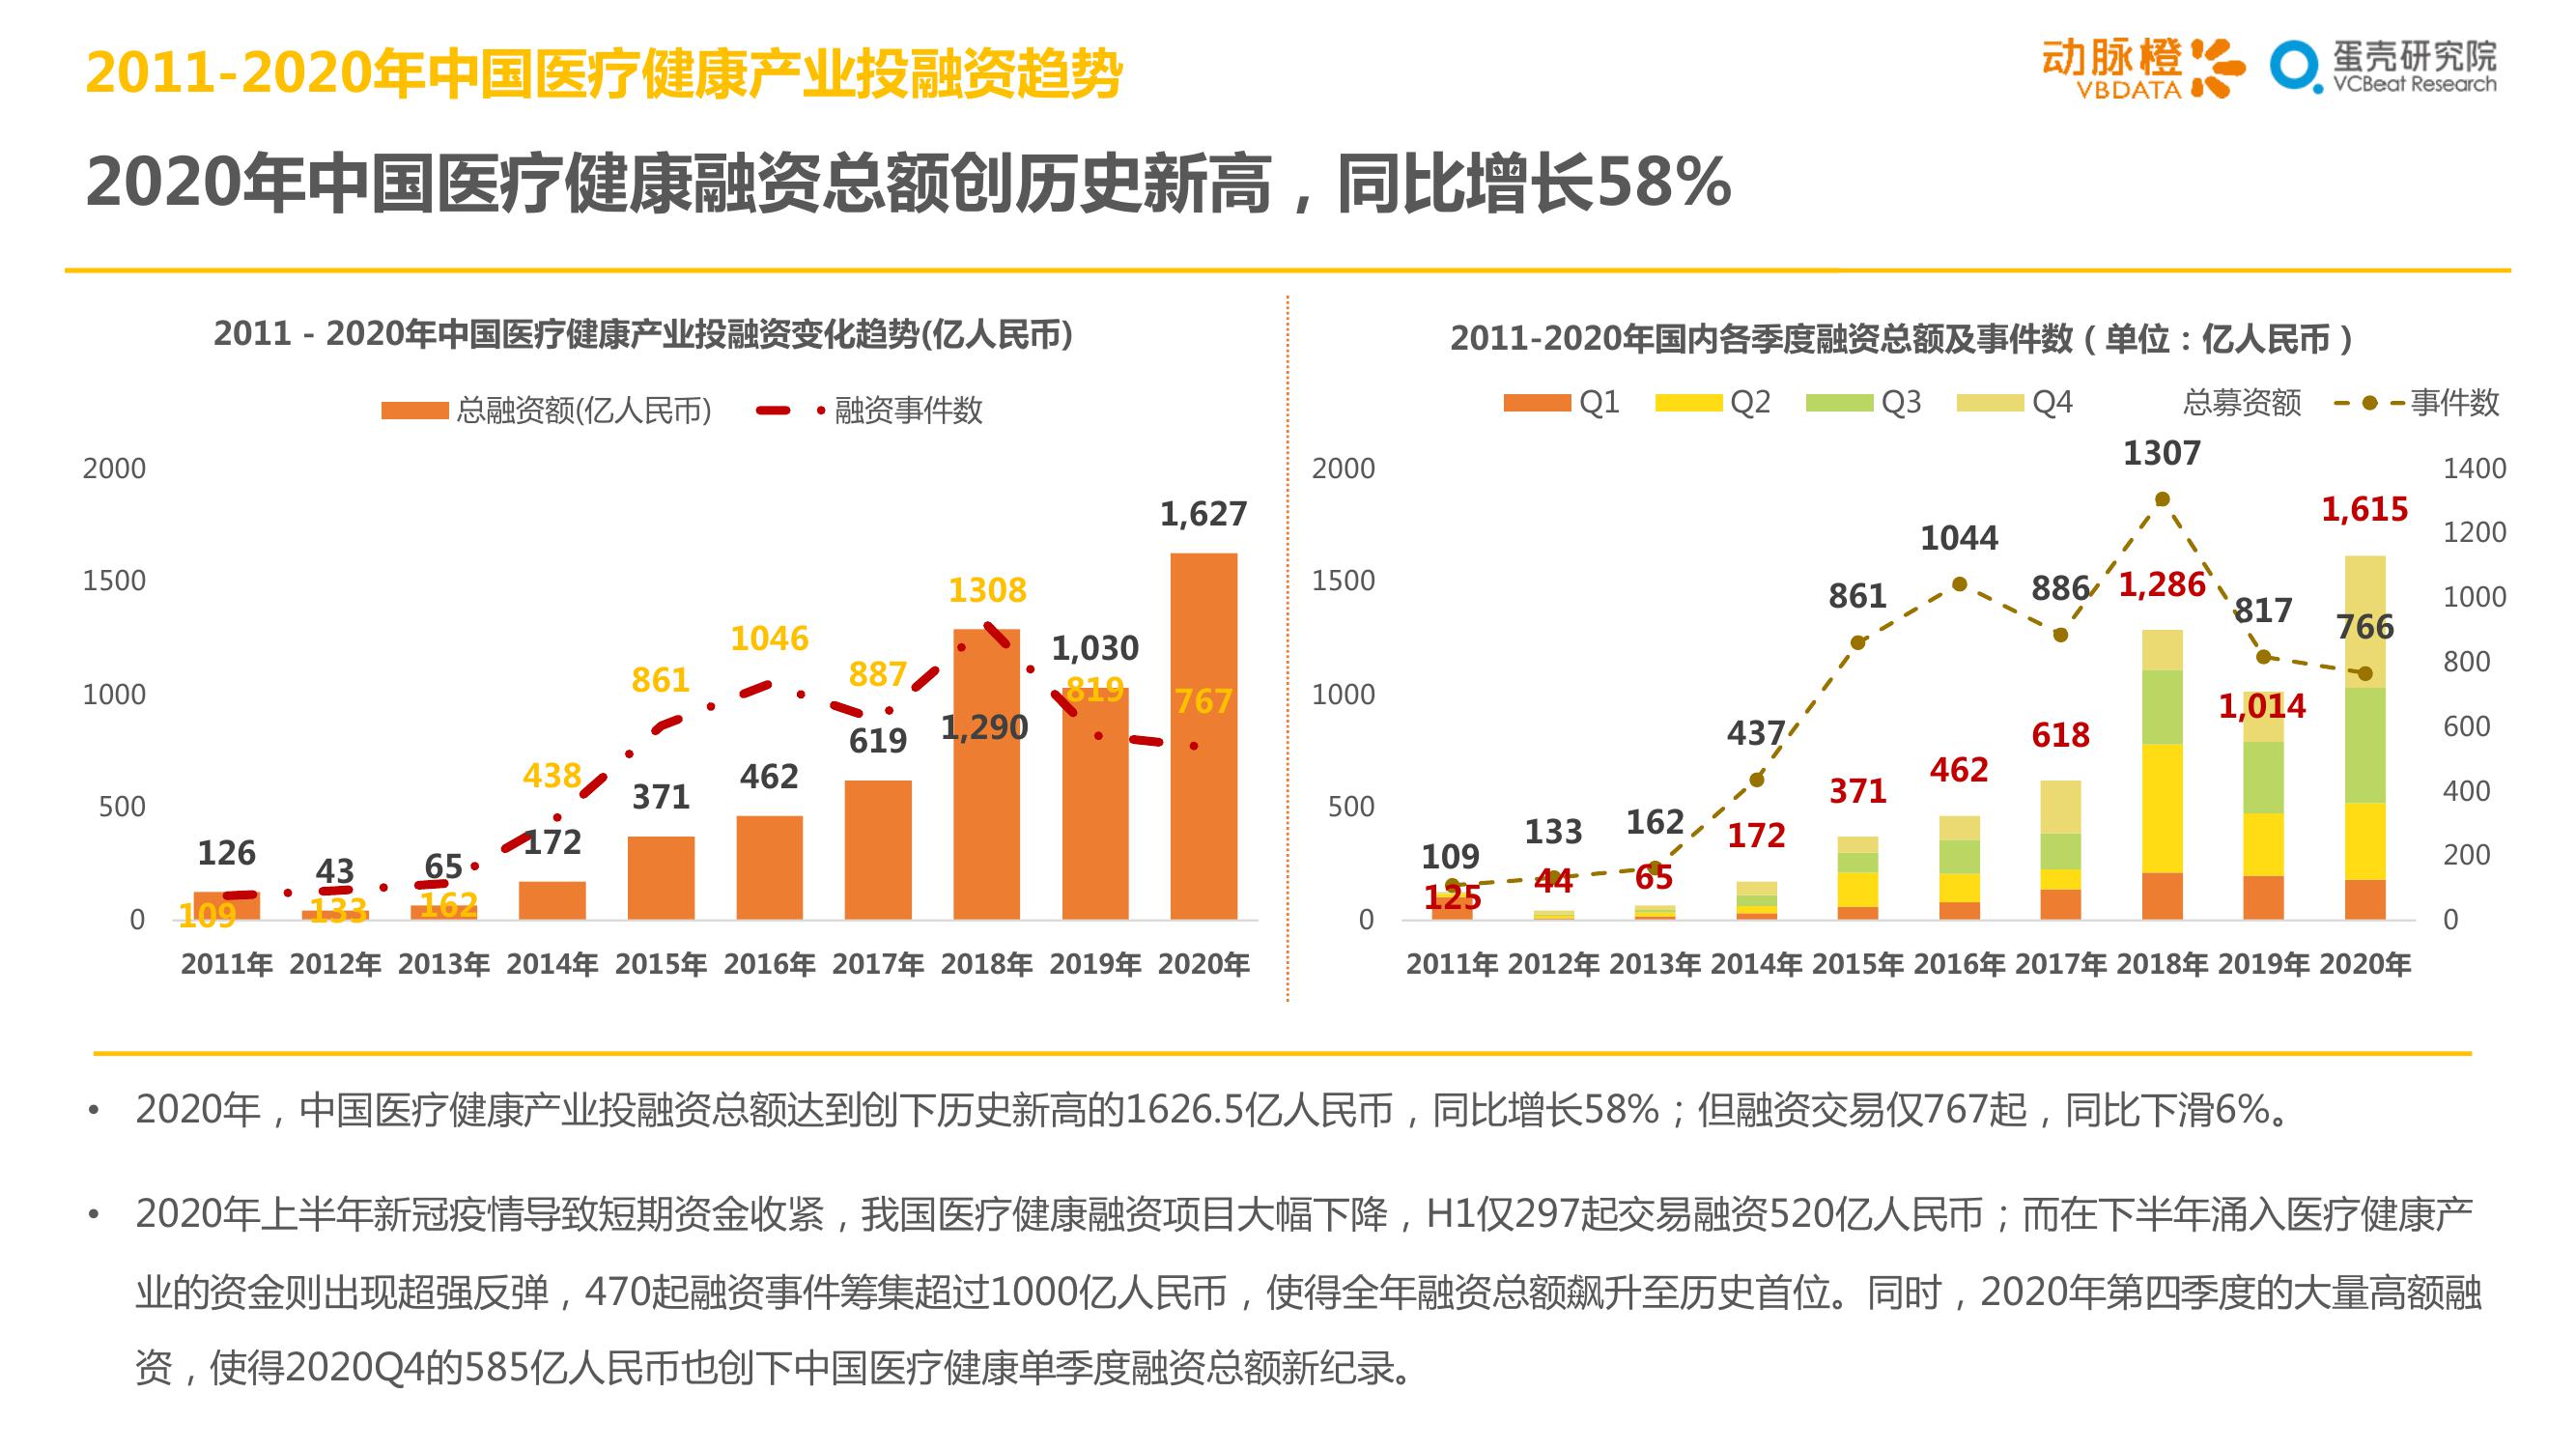 2011-2020年中国医疗健康产业投融资趋势
动脉橙
VBDATA
蛋壳研究院
VCBeat Research
2020年中国医疗健康融资总额创历史新高，同比增长58%
2011 - 2020年中国医疗健康产业投融资变化趋势(亿人民币)
总融资额(亿人民币) 融资事件数
2000
1500
1000
500
0
126 43 65 172 371 462 619 1,290 1,030 1,627
109 133 162 438 861 1046 887 1308 819 767
2011年 2012年 2013年 2014年 2015年 2016年 2017年 2018年 2019年 2020年
2011-2020年国内各季度融资总额及事件数（单位：亿人民币）
Q1 Q2 Q3 Q4 总募资额 事件数
2000
1500
1000
500
0
109 133 162 437 861 1044 886 1307 817 766
125 44 65 172 371 462 618 1,286 1,014 1,615
1400
1200
1000
800
600
400
200
0
2011年 2012年 2013年 2014年 2015年 2016年 2017年 2018年 2019年 2020年
• 2020年，中国医疗健康产业投融资总额达到创下历史新高的1626.5亿人民币，同比增长58%；但融资交易仅767起，同比下滑6%。
• 2020年上半年新冠疫情导致短期资金收紧，我国医疗健康融资项目大幅下降，H1仅297起交易融资520亿人民币；而在下半年涌入医疗健康产
业的资金则出现超强反弹，470起融资事件筹集超过1000亿人民币，使得全年融资总额飙升至历史首位。同时，2020年第四季度的大量高额融
资，使得2020Q4的585亿人民币也创下中国医疗健康单季度融资总额新纪录。